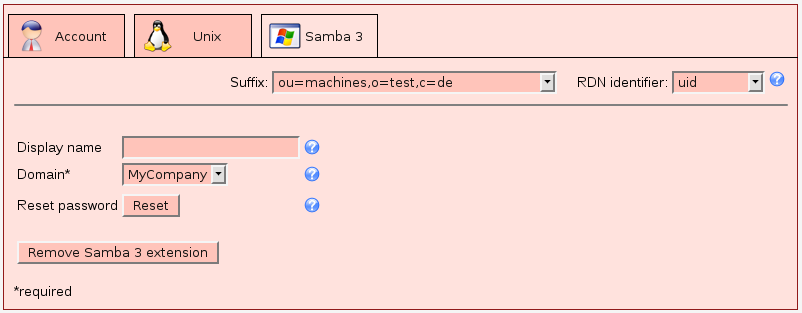 Account Unix Samba 3
Suffix: ou=machines,o=test,c=de RDN identifier: uid
Display name
Domain* MyCompany
Reset password Reset
Remove Samba 3 extension
*required